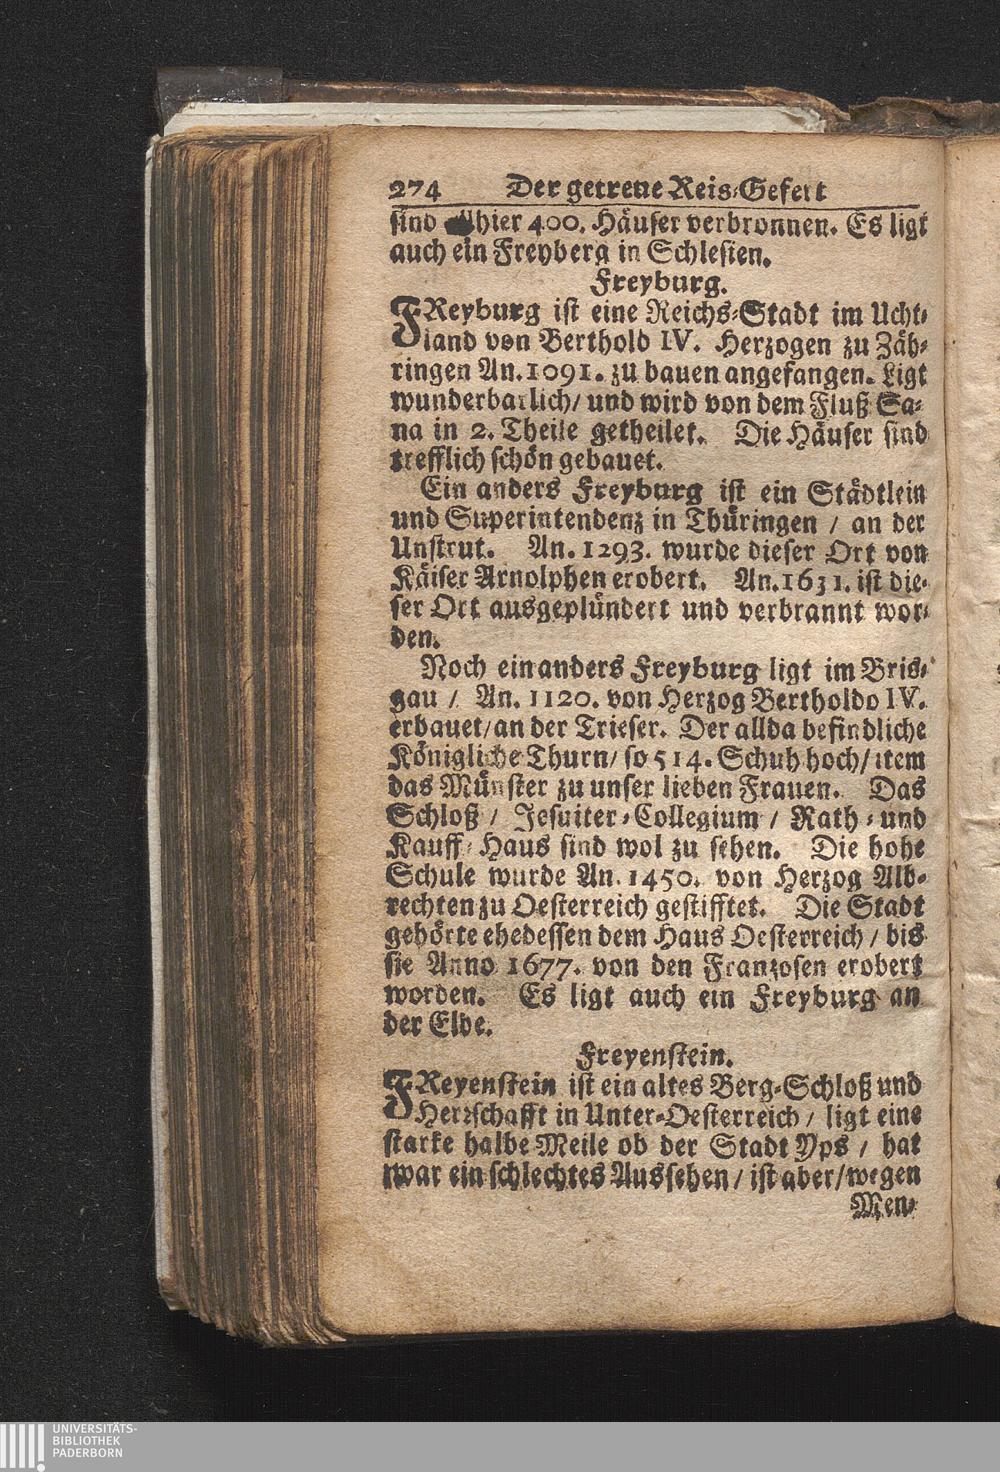 274 Der getreue Reis-Gefert
sind allhier 400. Häuser verbronnen. Es ligt
auch ein Freyberg in Schlesien.
Freyburg.
FReyburg ist eine Reichs-Stadt im Ucht-
land von Berthold IV. Herzogen zu Zäh-
ringen An. 1091. zu bauen angefangen. Ligt
wunderbarlich/ und wird von dem Fluß Sa-
na in 2. Theile getheilet. Die Häuser sind
trefflich schön gebauet.
Ein anders Freyburg ist ein Städtlein
und Superintendenz in Thüringen / an der
Unstrut. An. 1293. wurde dieser Ort von
Käiser Arnolphen erobert. An. 1631. ist die-
ser Ort ausgeplündert und verbrannt wor-
den.
Noch ein anders Freyburg ligt im Bris-
gau / An. 1120. von Herzog Bertholdo IV.
erbauet/ an der Trieser. Der allda befindliche
Königliche Thurn/ so 514. Schuh hoch/ item
das Münster zu unser lieben Frauen. Das
Schloß / Jesuiter-Collegium / Rath- und
Kauff-Haus sind wol zu sehen. Die hohe
Schule wurde An. 1450. von Herzog Alb-
rechten zu Oesterreich gestifftet. Die Stadt
gehörte ehedessen dem Haus Oesterreich / bis
sie Anno 1677. von den Franzosen erobert
worden. Es ligt auch ein Freyburg an
der Elbe.
Freyenstein.
FReyenstein ist ein altes Berg-Schloß und
Herrschafft in Unter-Oesterreich / ligt eine
starke halbe Meile ob der Stadt Yps / hat
zwar ein schlechtes Aussehen / ist aber/ wegen
Men-
UNIVERSITÄTS-
BIBLIOTHEK
PADERBORN